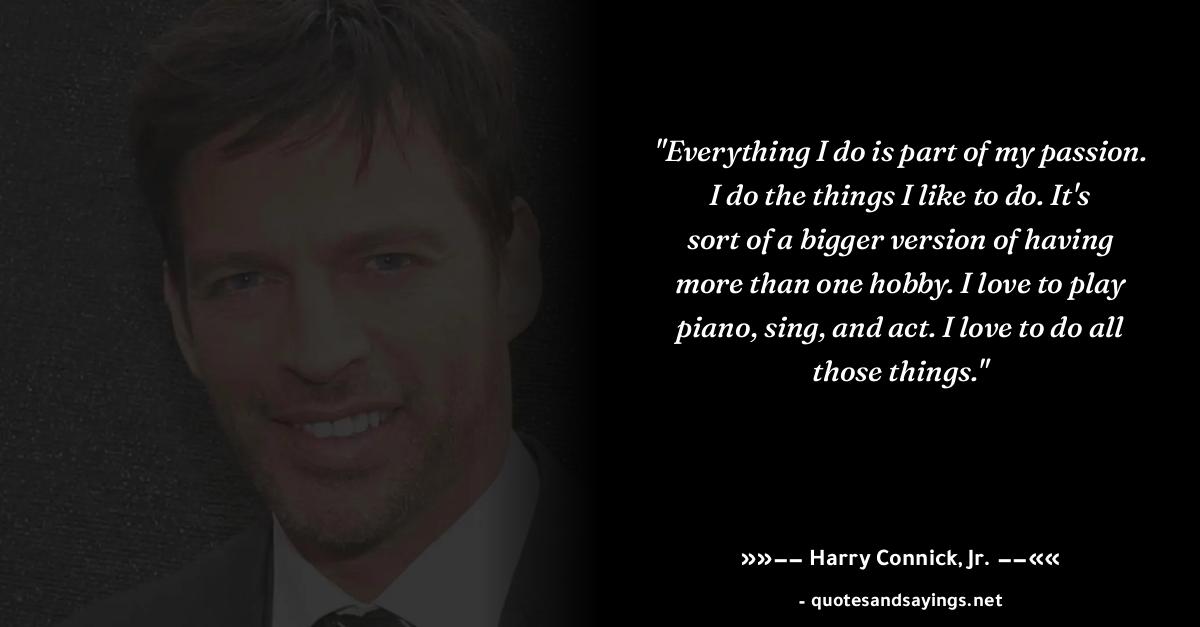 "Everything I do is part of my passion.
I do the things I like to do. It's
sort of a bigger version of having
more than one hobby. I love to play
piano, sing, and act. I love to do all
those things."
»»–– Harry Connick, Jr. ––««
- quotesandsayings.net